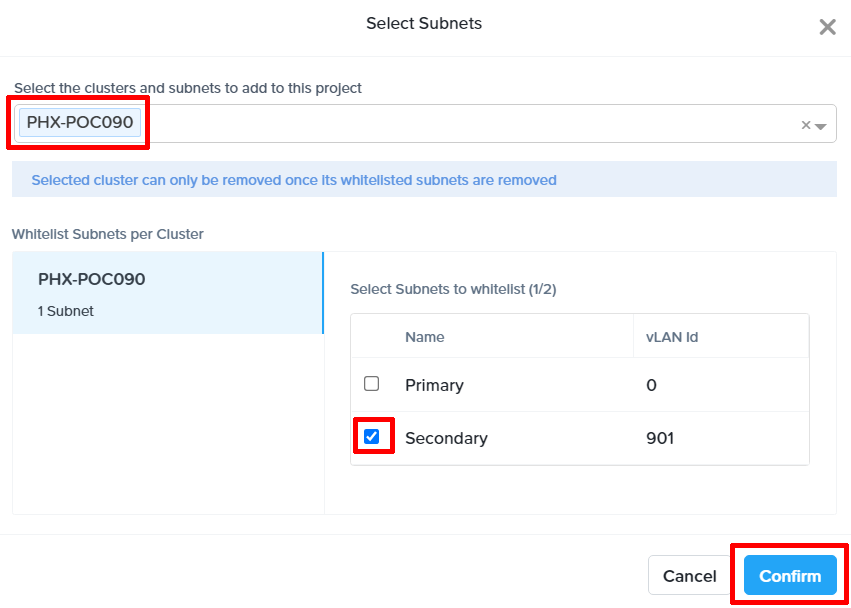 Select Subnets
Select the clusters and subnets to add to this project
PHX-POC090
Selected cluster can only be removed once its whitelisted subnets are removed
Whitelist Subnets per Cluster
PHX-POC090
1 Subnet
Select Subnets to whitelist (1/2)
Name vLAN Id
Primary 0
Secondary 901
Cancel Confirm